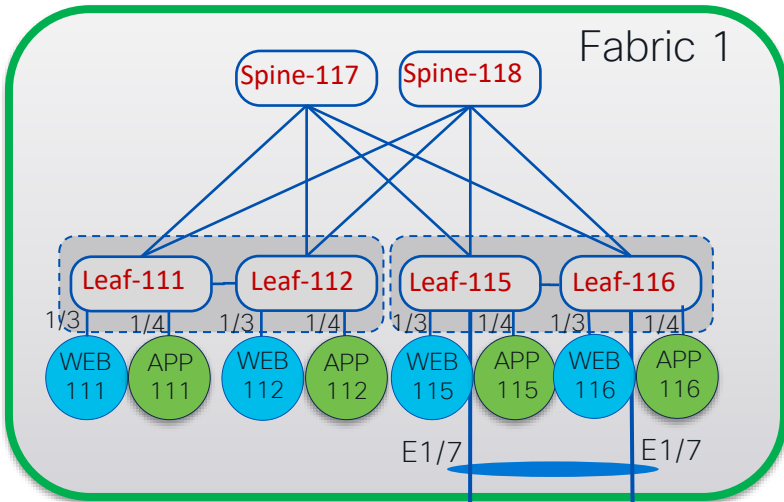 Fabric 1
Spine-117
Spine-118
Leaf-111
Leaf-112
Leaf-115
Leaf-116
1/3
1/4
1/3
1/4
1/3
1/4
1/3
1/4
WEB
111
APP
111
WEB
112
APP
112
WEB
115
APP
115
WEB
116
APP
116
E1/7
E1/7